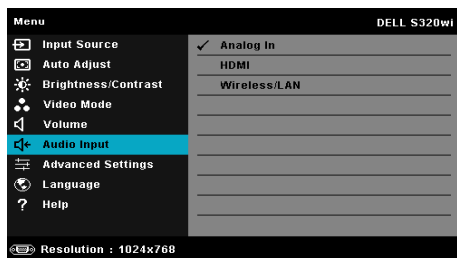 Menu DELL S320wi
Input Source
Auto Adjust
Brightness/Contrast
Video Mode
Volume
Audio Input
Advanced Settings
Language
? Help
Analog In
HDMI
Wireless/LAN
Resolution : 1024x768